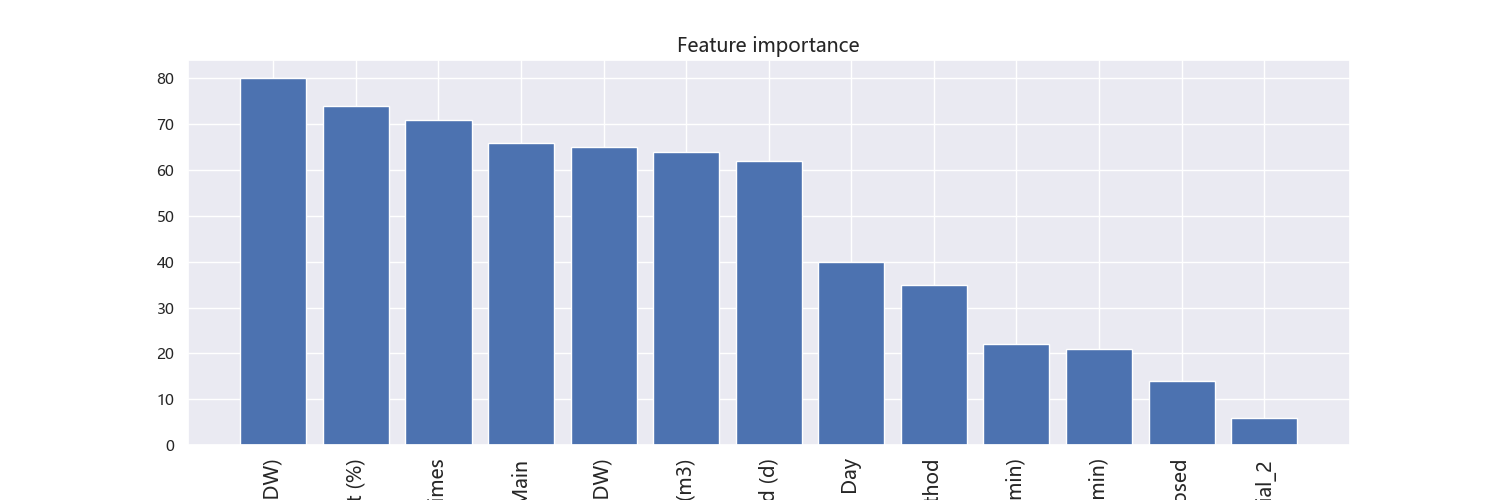 Feature importance
80
70
60
50
40
30
20
10
0
DW)
t (%)
imes
Main
DW)
(m3)
d (d)
Day
thod
min)
min)
osed
ial_2